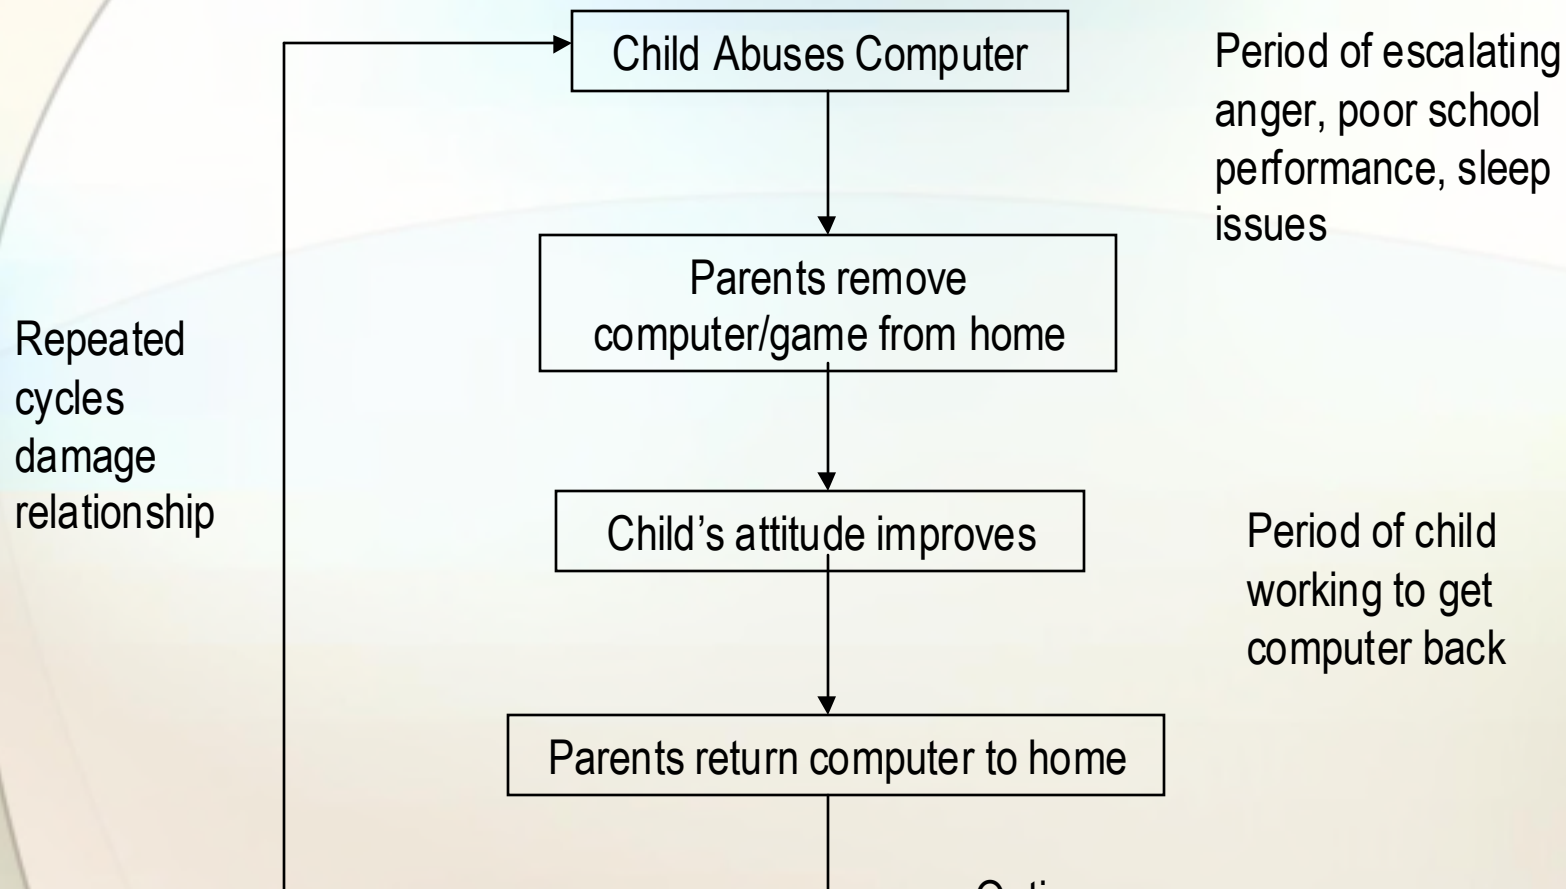 Child Abuses Computer
Period of escalating
anger, poor school
performance, sleep
issues
Parents remove
computer/game from home
Repeated
cycles
damage
relationship
Child's attitude improves
Period of child
working to get
computer back
Parents return computer to home